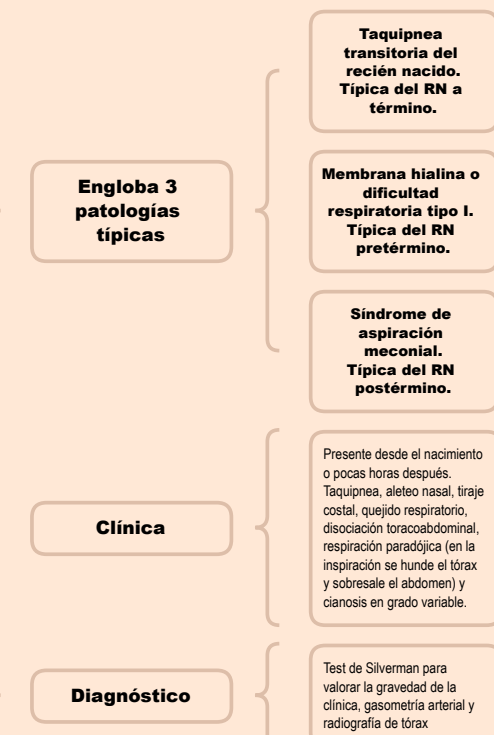 Engloba 3
patologías
típicas
Taquipnea
transitoria del
recién nacido.
Típica del RN a
término.
Membrana hialina o
dificultad
respiratoria tipo I.
Típica del RN
pretérmino.
Síndrome de
aspiración
meconial.
Típica del RN
postérmino.
Clínica
Presente desde el nacimiento
o pocas horas después.
Taquipnea, aleteo nasal, tiraje
costal, quejido respiratorio,
disociación toracoabdominal,
respiración paradójica (en la
inspiración se hunde el tórax
y sobresale el abdomen) y
cianosis en grado variable.
Diagnóstico
Test de Silverman para
valorar la gravedad de la
clínica, gasometría arterial y
radiografía de tórax